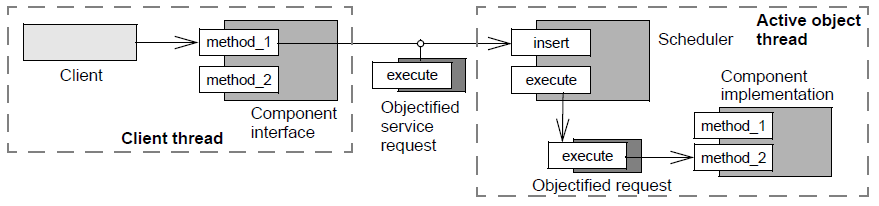 Client
method_1
method_2
Component
interface
Client thread
execute
Objectified
service
request
insert
execute
Scheduler
Active object
thread
Component
implementation
method_1
method_2
execute
Objectified request